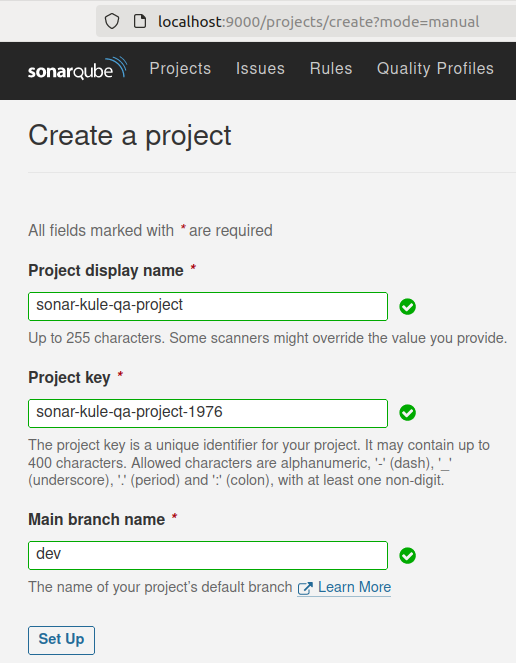 localhost:9000/projects/create?mode=manual
sonarqube Projects Issues Rules Quality Profiles
Create a project
All fields marked with * are required
Project display name *
sonar-kule-qa-project
Up to 255 characters. Some scanners might override the value you provide.
Project key *
sonar-kule-qa-project-1976
The project key is a unique identifier for your project. It may contain up to
400 characters. Allowed characters are alphanumeric, '-' (dash), '_'
(underscore), '.' (period) and ':' (colon), with at least one non-digit.
Main branch name *
dev
The name of your project's default branch Learn More
Set Up